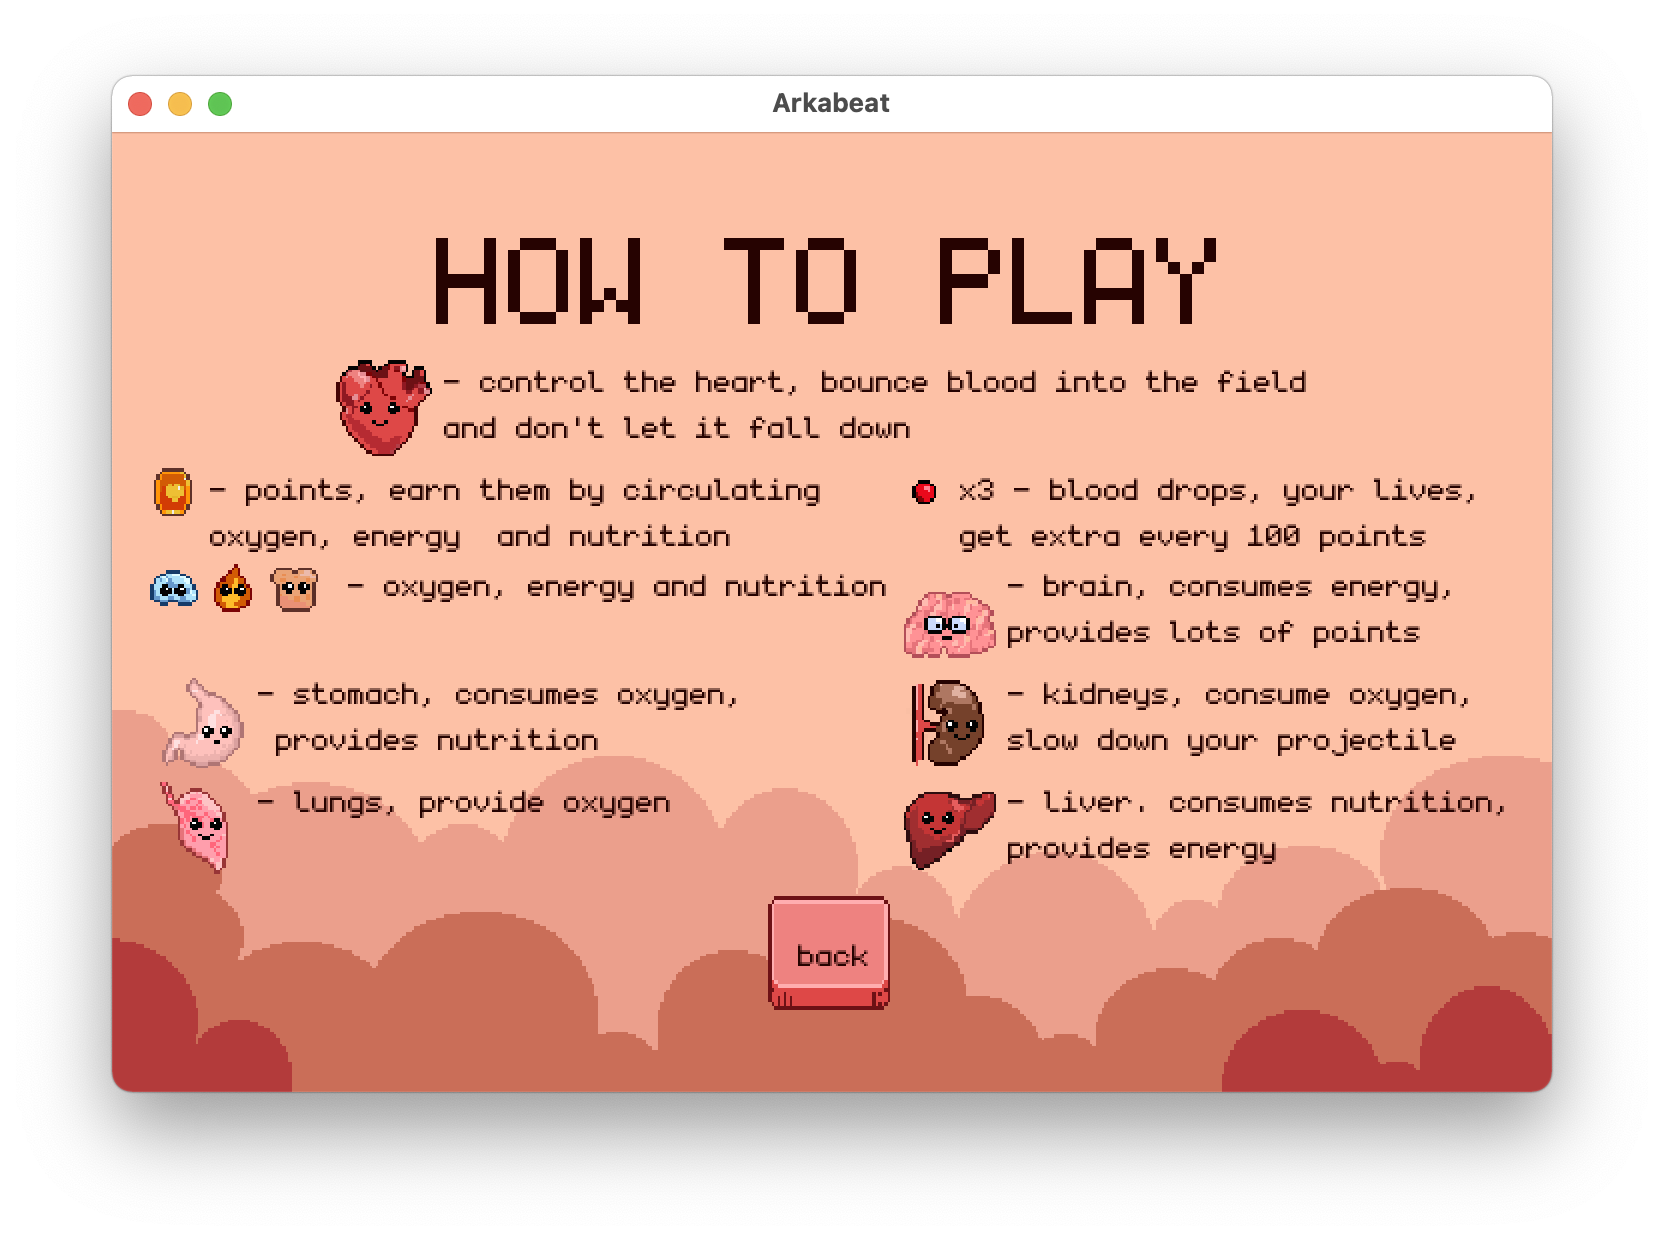 Arkabeat
HOW TO PLAY
- control the heart, bounce blood into the field
and don't let it fall down
- points, earn them by circulating
oxygen, energy  and nutrition
x3 - blood drops, your lives,
get extra every 100 points
- oxygen, energy and nutrition
- brain, consumes energy,
provides lots of points
- stomach, consumes oxygen,
provides nutrition
- kidneys, consume oxygen,
slow down your projectile
- lungs, provide oxygen
- liver. consumes nutrition,
provides energy
back